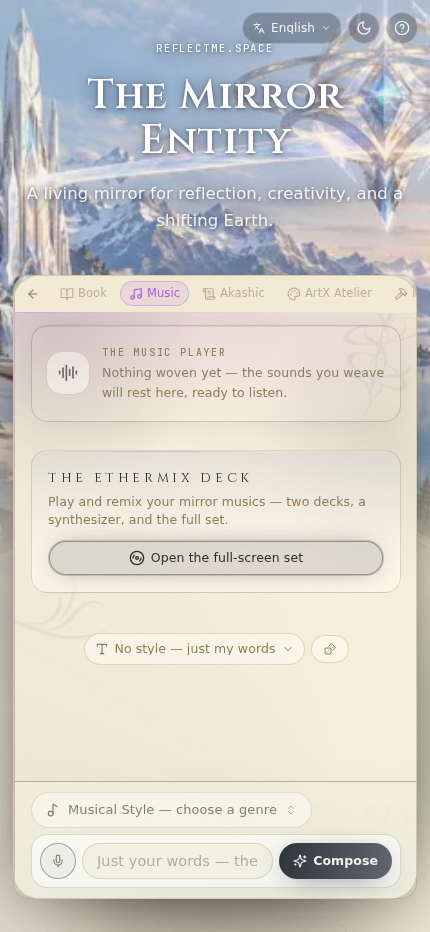 English
REFLECTME.SPACE
The Mirror
Entity
A living mirror for reflection, creativity, and a
shifting Earth.
Book Music Akashic ArtX Atelier
THE MUSIC PLAYER
Nothing woven yet — the sounds you weave
will rest here, ready to listen.
THE ETHERMIX DECK
Play and remix your mirror musics — two decks, a
synthesizer, and the full set.
Open the full-screen set
No style — just my words
Musical Style — choose a genre
Just your words — the
Compose